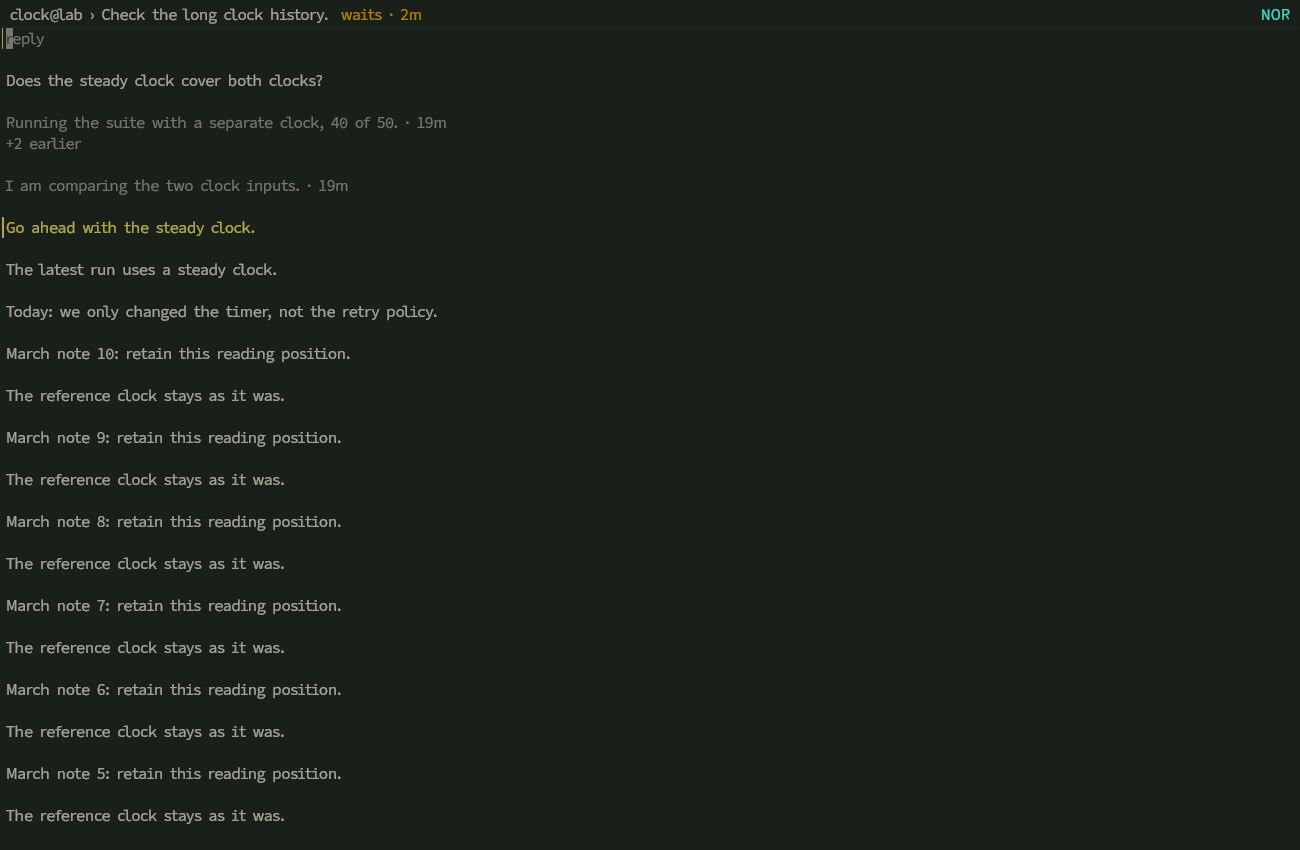 clock@lab › Check the long clock history. waits · 2m NOR
reply
Does the steady clock cover both clocks?
Running the suite with a separate clock, 40 of 50. · 19m
+2 earlier
I am comparing the two clock inputs. · 19m
Go ahead with the steady clock.
The latest run uses a steady clock.
Today: we only changed the timer, not the retry policy.
March note 10: retain this reading position.
The reference clock stays as it was.
March note 9: retain this reading position.
The reference clock stays as it was.
March note 8: retain this reading position.
The reference clock stays as it was.
March note 7: retain this reading position.
The reference clock stays as it was.
March note 6: retain this reading position.
The reference clock stays as it was.
March note 5: retain this reading position.
The reference clock stays as it was.